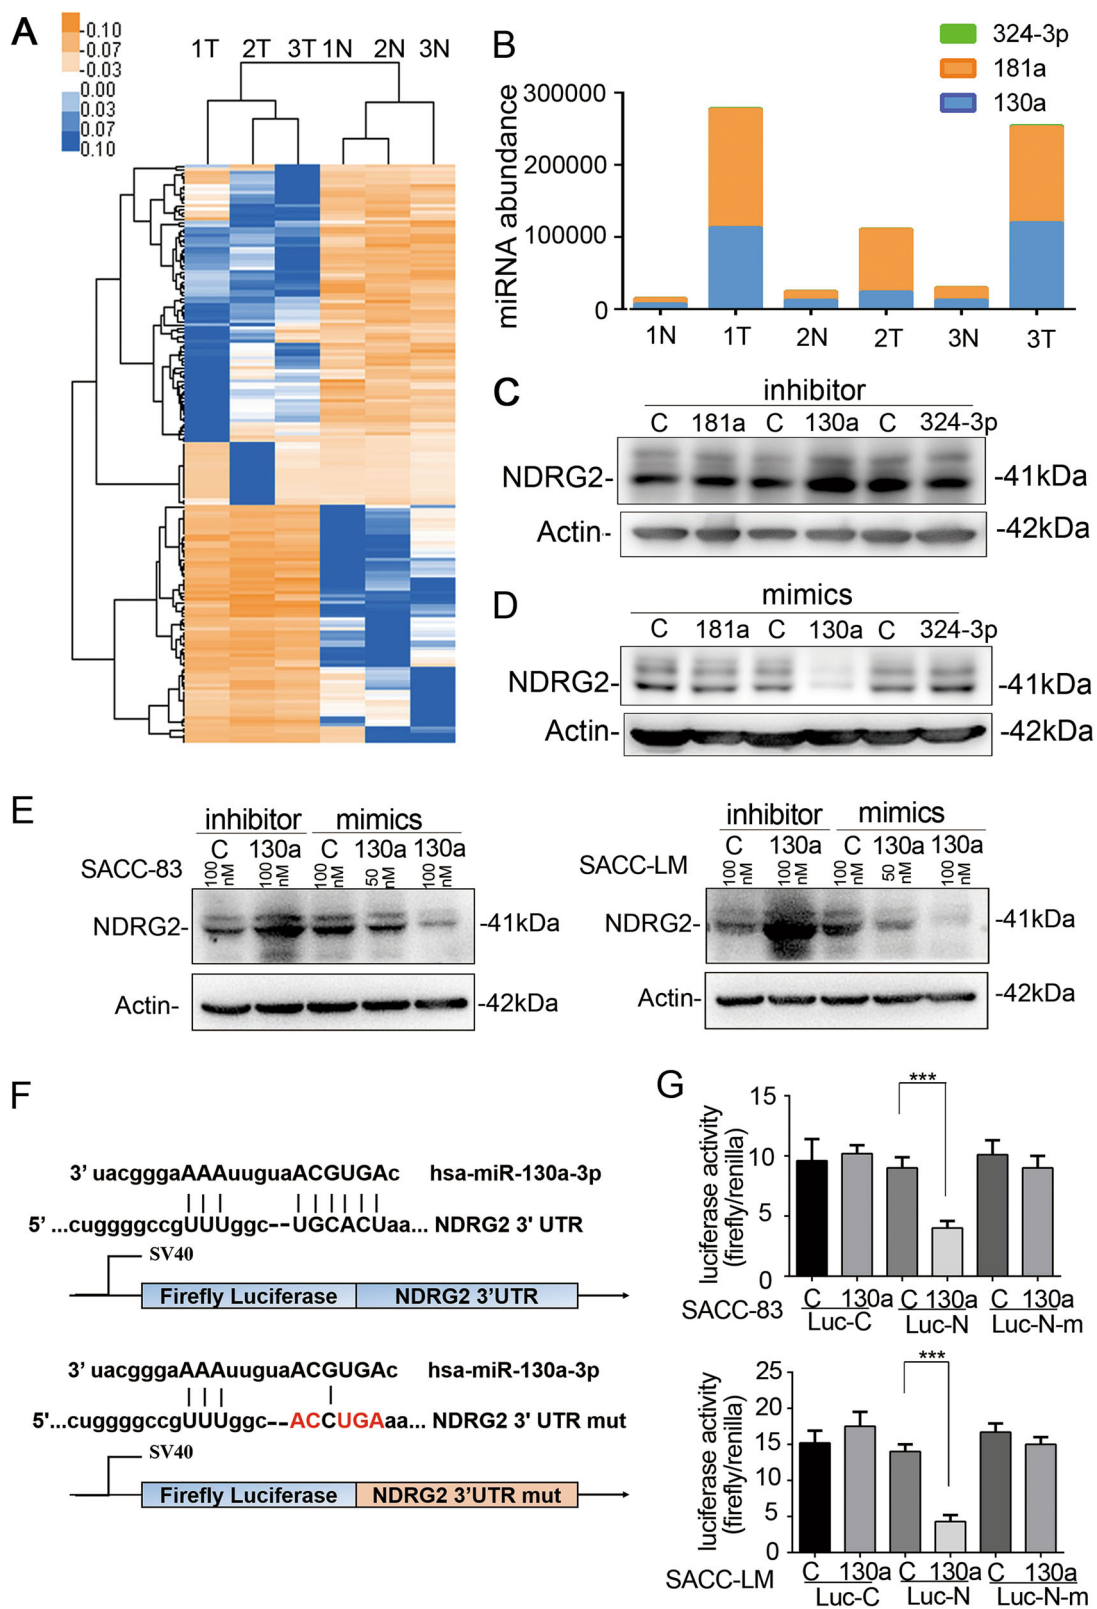 A
-0.10
-0.07
-0.03
0.00
0.03
0.07
0.10
1T 2T 3T 1N 2N 3N
B
324-3p
181a
130a
miRNA abundance
300000
200000
100000
0
1N 1T 2N 2T 3N 3T
C
inhibitor
C 181a C 130a C 324-3p
NDRG2- -41kDa
Actin- -42kDa
D
mimics
C 181a C 130a C 324-3p
NDRG2- -41kDa
Actin- -42kDa
E
inhibitor mimics
C 130a C 130a 130a
SACC-83 100 nM 100 nM 100 nM 50 nM 100 nM
NDRG2- -41kDa
Actin- -42kDa
inhibitor mimics
C 130a C 130a 130a
SACC-LM 100 nM 100 nM 100 nM 50 nM 100 nM
NDRG2- -41kDa
Actin- -42kDa
F
3' uacgggaAAAuuguaACGUGAc hsa-miR-130a-3p
5' ...cuggggccgUUUggc--UGCACUaa... NDRG2 3' UTR
SV40
Firefly Luciferase NDRG2 3'UTR
3' uacgggaAAAuuguaACGUGAc hsa-miR-130a-3p
5'...cuggggccgUUUggc--ACCUGAaa... NDRG2 3' UTR mut
SV40
Firefly Luciferase NDRG2 3'UTR mut
G
luciferase activity
(firefly/renilla)
15
10
5
0
***
SACC-83 C 130a C 130a C 130a
Luc-C Luc-N Luc-N-m
luciferase activity
(firefly/renilla)
25
20
15
10
5
0
***
SACC-LM C 130a C 130a C 130a
Luc-C Luc-N Luc-N-m